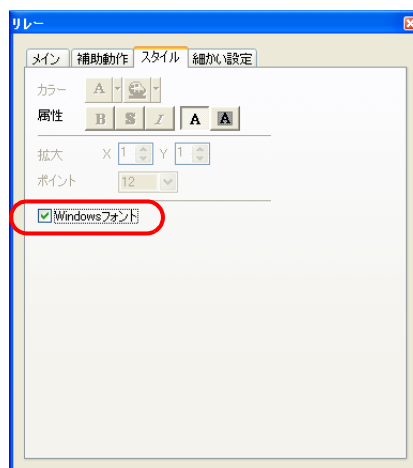 リレー
メイン 補助動作 スタイル 細かい設定
カラー A
属性 B S I A A
拡大 X 1 Y 1
ポイント 12
Windowsフォント